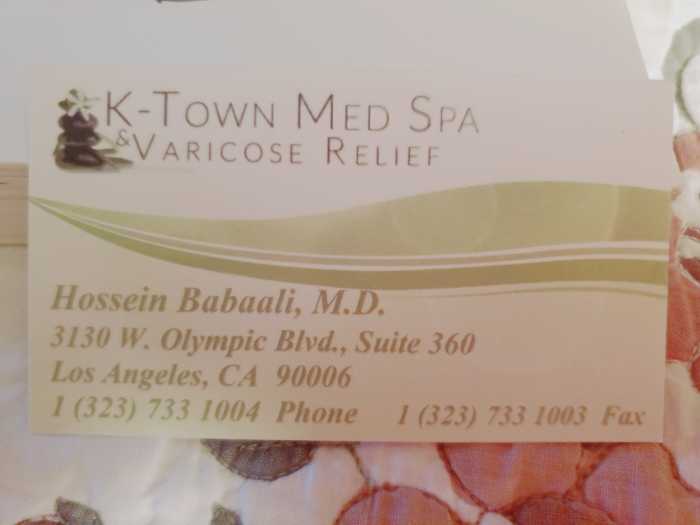 K-Town Med Spa
& Varicose Relief
Hossein Babaali, M.D.
3130 W. Olympic Blvd., Suite 360
Los Angeles, CA 90006
1 (323) 733 1004 Phone 1 (323) 733 1003 Fax